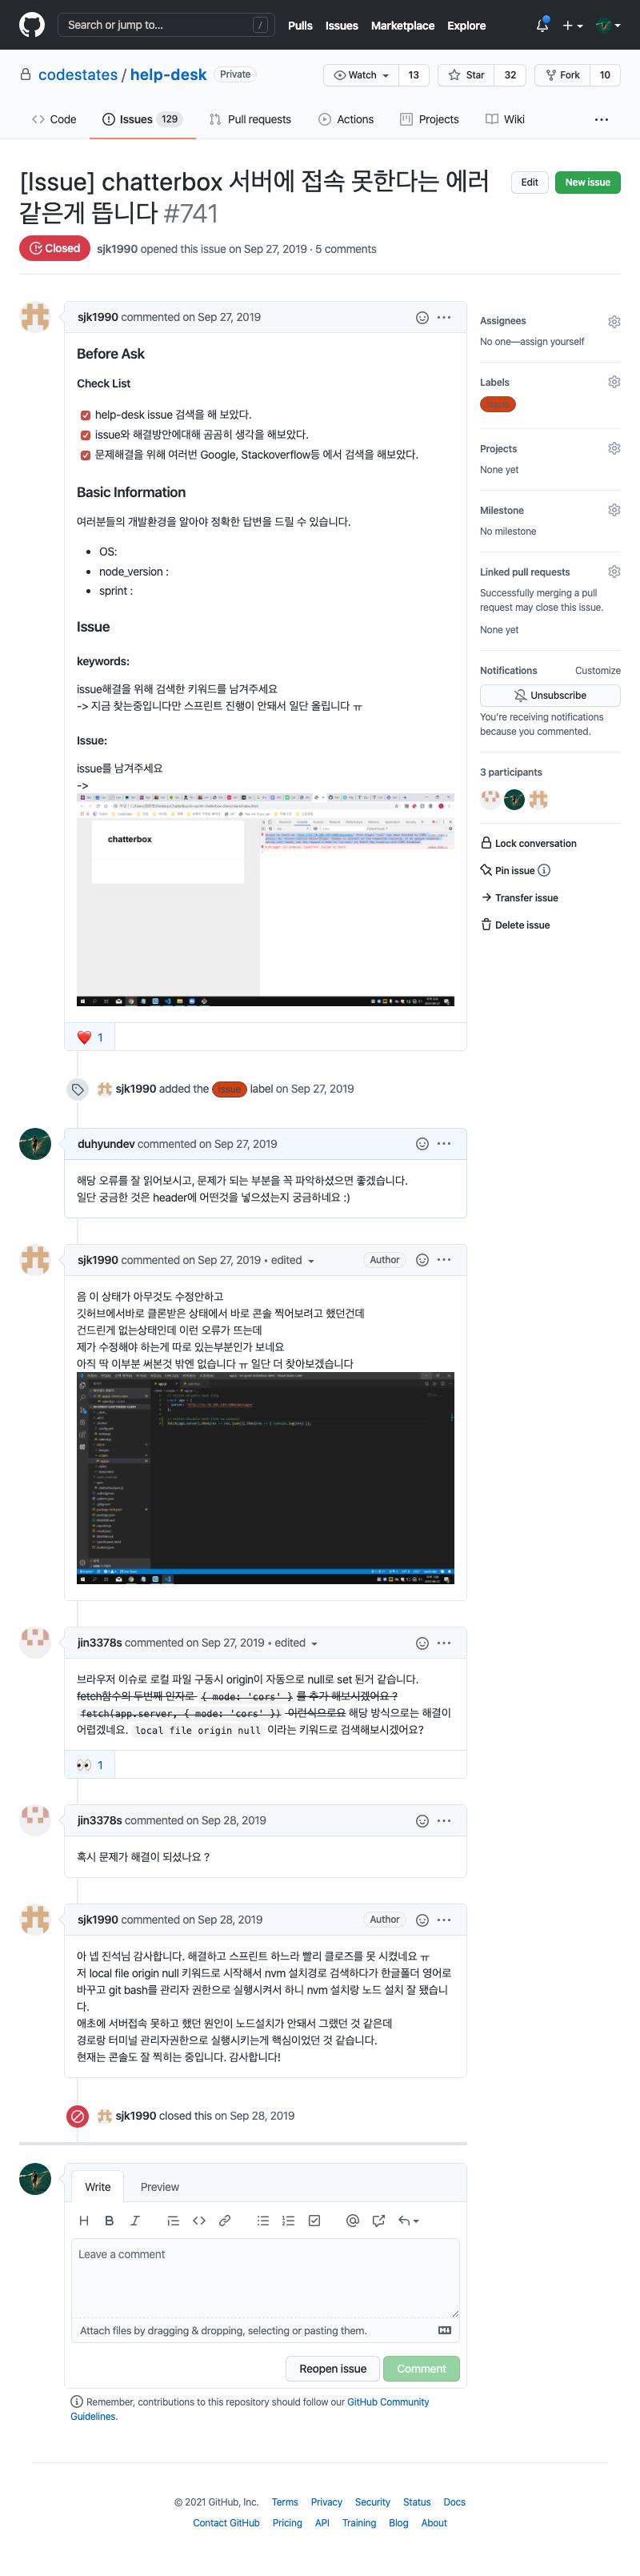 Search or jump to...
/
Pulls Issues Marketplace Explore
codestates / help-desk Private
Watch 13
Star 32
Fork 10
Code
Issues 129
Pull requests
Actions
Projects
Wiki
[Issue] chatterbox 서버에 접속 못한다는 에러
같은게 뜹니다 #741
Edit
New issue
Closed sjk1990 opened this issue on Sep 27, 2019 · 5 comments
sjk1990 commented on Sep 27, 2019
Before Ask
Check List
help-desk issue 검색을 해 보았다.
issue와 해결방안에대해 곰곰히 생각을 해보았다.
문제해결을 위해 여러번 Google, Stackoverflow등 에서 검색을 해보았다.
Basic Information
여러분들의 개발환경을 알아야 정확한 답변을 드릴 수 있습니다.
• OS:
• node_version :
• sprint :
Issue
keywords:
issue해결을 위해 검색한 키워드를 남겨주세요
-> 지금 찾는중입니다만 스프린트 진행이 안돼서 일단 올립니다 ㅠ
Issue:
issue를 남겨주세요
->
chatterbox
1
Assignees
No one—assign yourself
Labels
issue
Projects
None yet
Milestone
No milestone
Linked pull requests
Successfully merging a pull
request may close this issue.
None yet
Notifications Customize
Unsubscribe
You're receiving notifications
because you commented.
3 participants
Lock conversation
Pin issue
Transfer issue
Delete issue
sjk1990 added the issue label on Sep 27, 2019
duhyundev commented on Sep 27, 2019
해당 오류를 잘 읽어보시고, 문제가 되는 부분을 꼭 파악하셨으면 좋겠습니다.
일단 궁금한 것은 header에 어떤것을 넣으셨는지 궁금하네요 :)
sjk1990 commented on Sep 27, 2019 • edited
Author
음 이 상태가 아무것도 수정안하고
깃허브에서바로 클론받은 상태에서 바로 콘솔 찍어보려고 했던건데
건드린게 없는상태인데 이런 오류가 뜨는데
제가 수정해야 하는게 따로 있는부분인가 보네요
아직 딱 이부분 써본것 밖엔 없습니다 ㅠ 일단 더 찾아보겠습니다
jin3378s commented on Sep 27, 2019 • edited
브라우저 이슈로 로컬 파일 구동시 origin이 자동으로 null로 set 된거 같습니다.
fetch함수의 두번째 인자로 { mode: 'cors' } 를 추가 해보시겠어요 ?
fetch(app.server, { mode: 'cors' }) 이런식으로요 해당 방식으로는 해결이
어렵겠네요. local file origin null 이라는 키워드로 검색해보시겠어요?
1
jin3378s commented on Sep 28, 2019
혹시 문제가 해결이 되셨나요 ?
sjk1990 commented on Sep 28, 2019
Author
아 넵 진석님 감사합니다. 해결하고 스프린트 하느라 빨리 클로즈를 못 시켰네요 ㅠ
저 local file origin null 키워드로 시작해서 nvm 설치경로 검색하다가 한글폴더 영어로
바꾸고 git bash를 관리자 권한으로 실행시켜서 하니 nvm 설치랑 노드 설치 잘 됐습니
다.
애초에 서버접속 못하고 했던 원인이 노드설치가 안돼서 그랬던 것 같은데
경로랑 터미널 관리자권한으로 실행시키는게 핵심이었던 것 같습니다.
현재는 콘솔도 잘 찍히는 중입니다. 감사합니다!
sjk1990 closed this on Sep 28, 2019
Write Preview
Leave a comment
Attach files by dragging & dropping, selecting or pasting them.
Reopen issue
Comment
Remember, contributions to this repository should follow our GitHub Community
Guidelines.
© 2021 GitHub, Inc. Terms Privacy Security Status Docs
Contact GitHub Pricing API Training Blog About